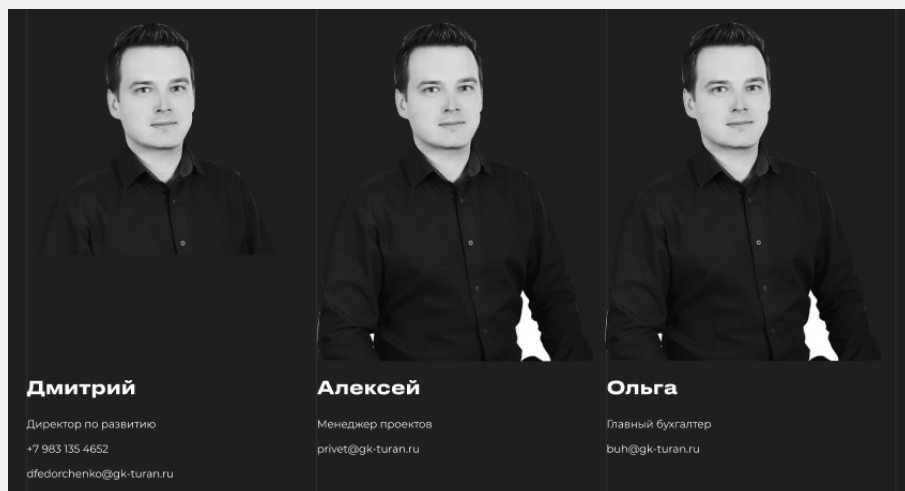 Дмитрий
Директор по развитию
+7 983 135 4652
dfedorchenko@gk-turan.ru
Алексей
Менеджер проектов
privet@gk-turan.ru
Ольга
Главный бухгалтер
buh@gk-turan.ru